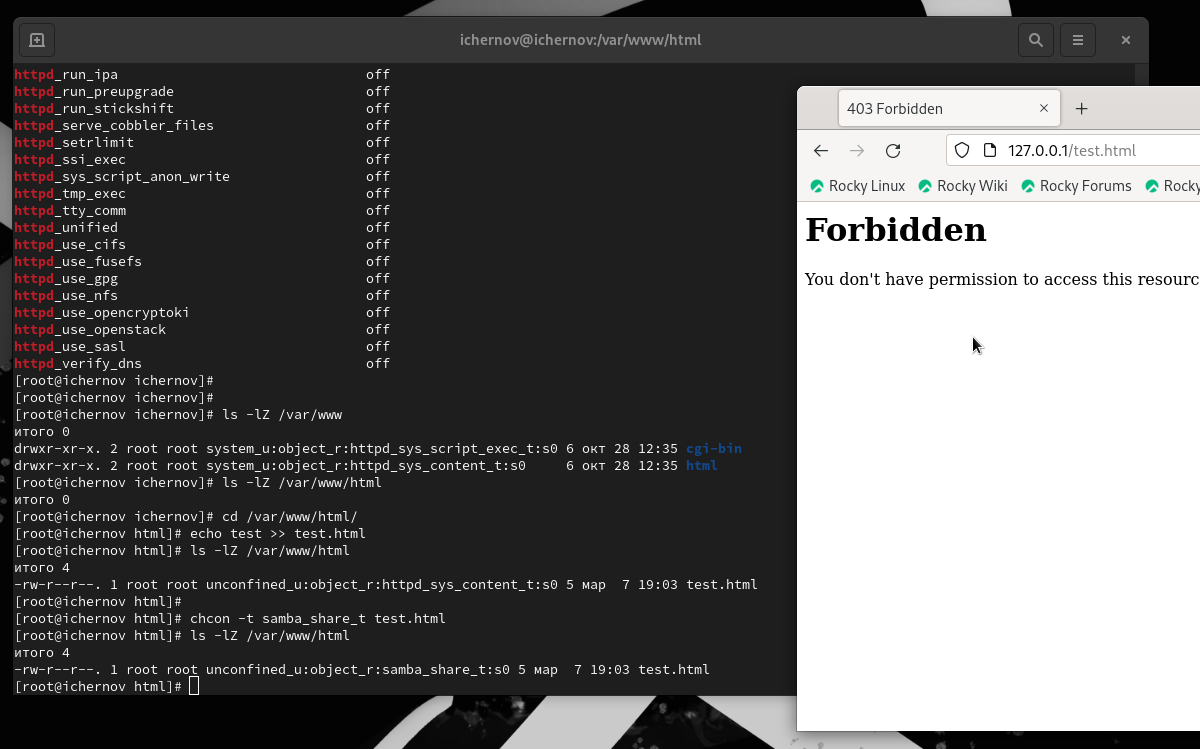 ichernov@ichernov:/var/www/html
httpd_run_ipa off
httpd_run_preupgrade off
httpd_run_stickshift off
httpd_serve_cobbler_files off
httpd_setrlimit off
httpd_ssi_exec off
httpd_sys_script_anon_write off
httpd_tmp_exec off
httpd_tty_comm off
httpd_unified off
httpd_use_cifs off
httpd_use_fusefs off
httpd_use_gpg off
httpd_use_nfs off
httpd_use_opencryptoki off
httpd_use_openstack off
httpd_use_sasl off
httpd_verify_dns off
[root@ichernov ichernov]#
[root@ichernov ichernov]#
[root@ichernov ichernov]# ls -lZ /var/www
итого 0
drwxr-xr-x. 2 root root system_u:object_r:httpd_sys_script_exec_t:s0 6 окт 28 12:35 cgi-bin
drwxr-xr-x. 2 root root system_u:object_r:httpd_sys_content_t:s0 6 окт 28 12:35 html
[root@ichernov ichernov]# ls -lZ /var/www/html
итого 0
[root@ichernov ichernov]# cd /var/www/html/
[root@ichernov html]# echo test >> test.html
[root@ichernov html]# ls -lZ /var/www/html
итого 4
-rw-r--r--. 1 root root unconfined_u:object_r:httpd_sys_content_t:s0 5 мар 7 19:03 test.html
[root@ichernov html]#
[root@ichernov html]# chcon -t samba_share_t test.html
[root@ichernov html]# ls -lZ /var/www/html
итого 4
-rw-r--r--. 1 root root unconfined_u:object_r:samba_share_t:s0 5 мар 7 19:03 test.html
[root@ichernov html]#
403 Forbidden
127.0.0.1/test.html
Rocky Linux Rocky Wiki Rocky Forums Rocky
Forbidden
You don't have permission to access this resourc